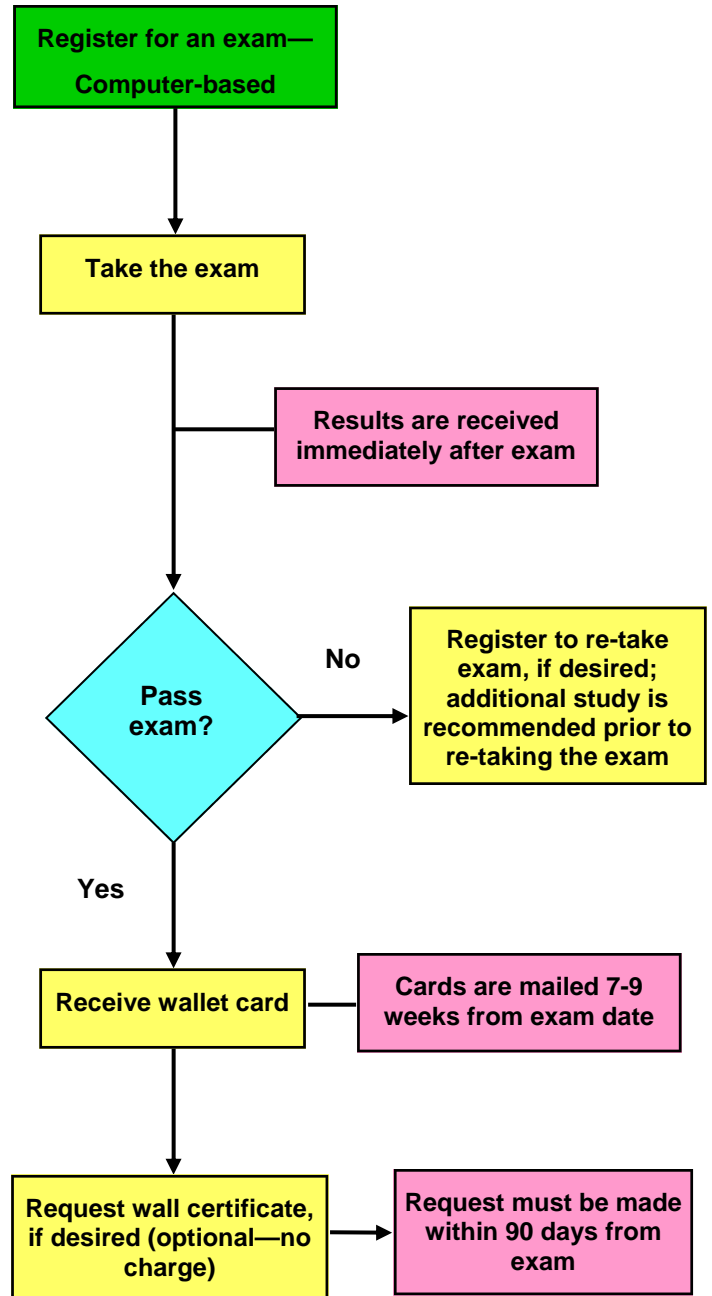 Register for an exam—
Computer-based
Take the exam
Results are received
immediately after exam
Pass
exam?
No
Register to re-take
exam, if desired;
additional study is
recommended prior to
re-taking the exam
Yes
Receive wallet card
Cards are mailed 7-9
weeks from exam date
Request wall certificate,
if desired (optional—no
charge)
Request must be made
within 90 days from
exam